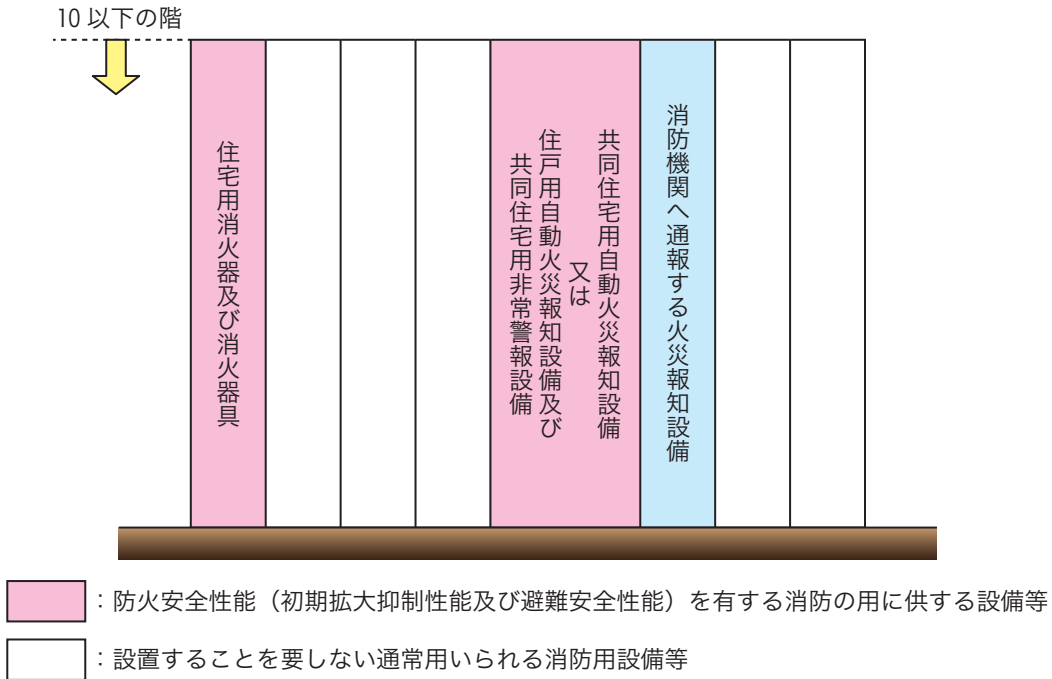 10 以下の階
住宅用消火器及び消火器具
共同住宅用自動火災報知設備
又は
住戸用自動火災報知設備及び
共同住宅用非常警報設備
消防機関へ通報する火災報知設備
：防火安全性能（初期拡大抑制性能及び避難安全性能）を有する消防の用に供する設備等
：設置することを要しない通常用いられる消防用設備等